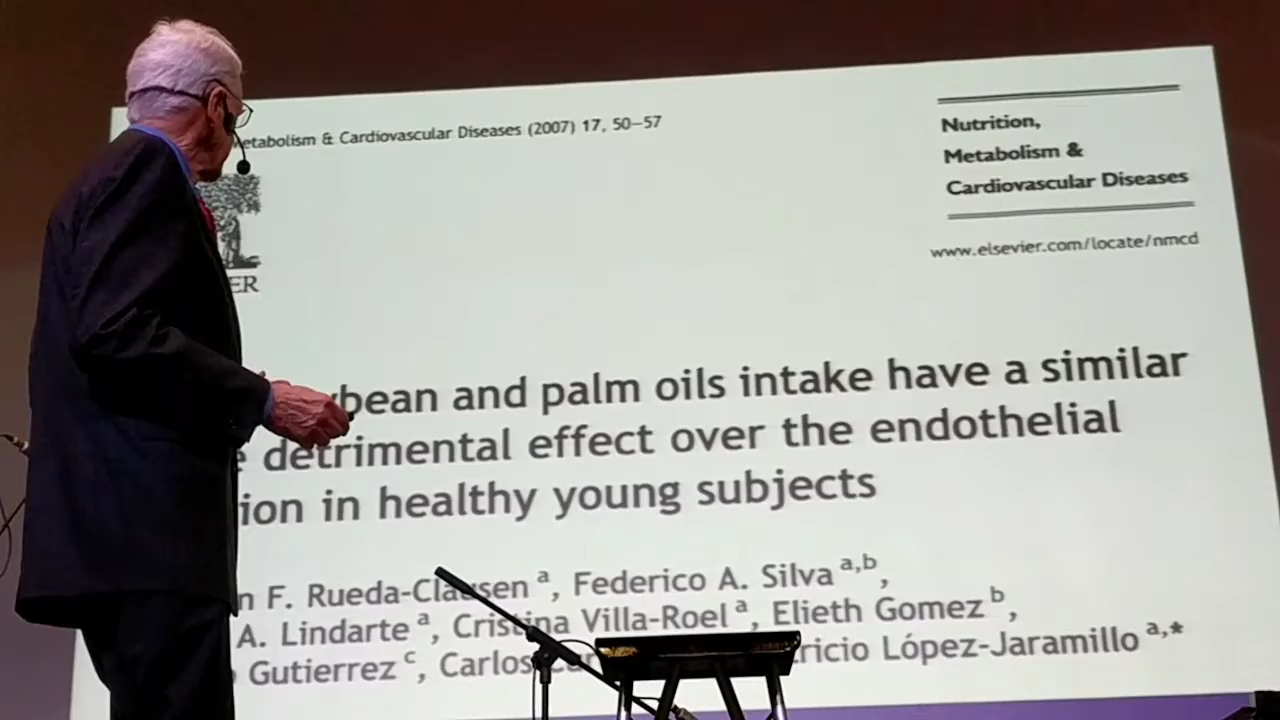 etabolism & Cardiovascular Diseases (2007) 17, 50–57
Nutrition,
Metabolism &
Cardiovascular Diseases
www.elsevier.com/locate/nmcd
ER
bean and palm oils intake have a similar
detrimental effect over the endothelial
ion in healthy young subjects
n F. Rueda-Clausen a, Federico A. Silva a,b,
A. Lindarte a, Cristina Villa-Roel a, Elieth Gomez b,
Gutierrez c, Carlos ricio López-Jaramillo a,*